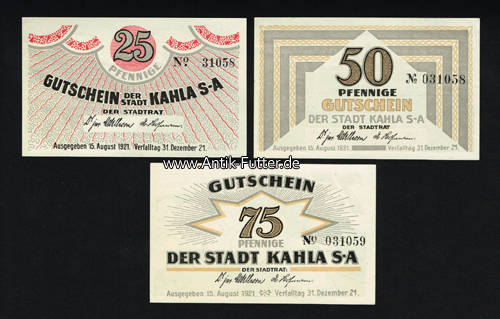 25
PFENNIGE
Nº 31058
GUTSCHEIN DER STADT KAHLA S-A
DER STADTRAT
Ausgegeben 15. August 1921. Verfalltag 31. Dezember 21.
50
PFENNIGE
Nº 031058
GUTSCHEIN
DER STADT KAHLA S-A
DER STADTRAT
Ausgegeben 15. August 1921. Verfalltag 31. Dezember 21.
www.Antik-Futter.de
GUTSCHEIN
75
PFENNIGE
Nº 031059
DER STADT KAHLA S-A
DER STADTRAT:
Ausgegeben 15. August 1921. Verfalltag 31. Dezember 21.